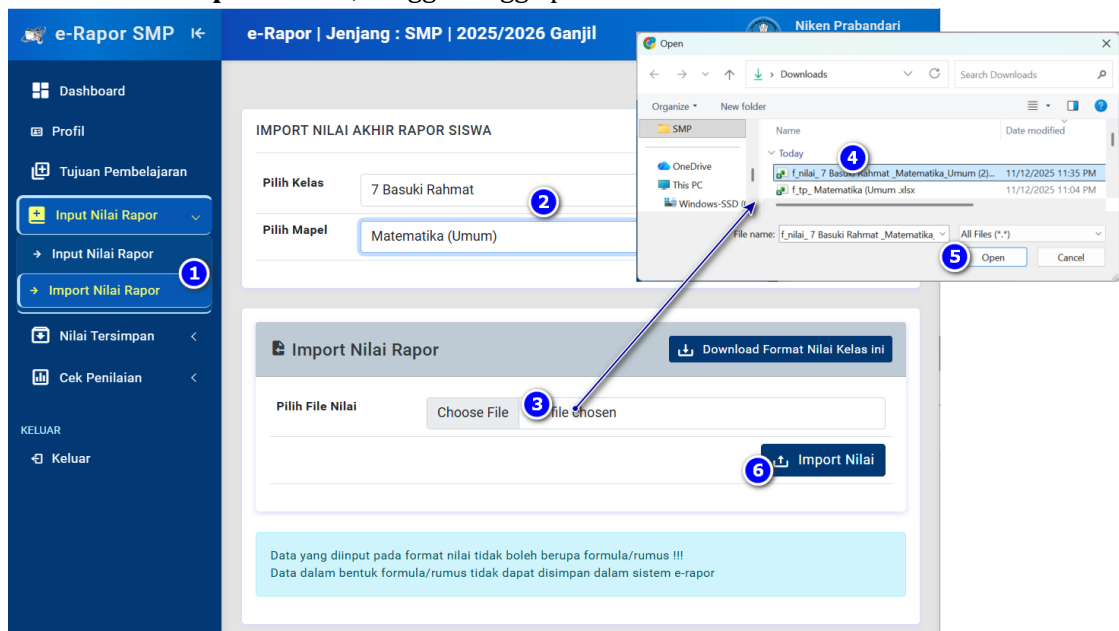 e-Rapor SMP
e-Rapor | Jenjang : SMP | 2025/2026 Ganjil
Niken Prabandari
Dashboard
Profil
Tujuan Pembelajaran
Input Nilai Rapor
Input Nilai Rapor
1
Import Nilai Rapor
Nilai Tersimpan
Cek Penilaian
KELUAR
Keluar
IMPORT NILAI AKHIR RAPOR SISWA
Pilih Kelas
7 Basuki Rahmat
2
Pilih Mapel
Matematika (Umum)
Open
Downloads
Search Downloads
Organize
New folder
SMP
OneDrive
This PC
Windows-SSD
Name
Date modified
Today
4
f_nilai_ 7 Basuki Rahmat _Matematika_Umum (2)... 11/12/2025 11:35 PM
f_tp_ Matematika (Umum .xlsx 11/12/2025 11:04 PM
File name: f_nilai_ 7 Basuki Rahmat _Matematika_
All Files (*.*)
5
Open
Cancel
Import Nilai Rapor
Download Format Nilai Kelas ini
Pilih File Nilai
Choose File
3
file chosen
6
Import Nilai
Data yang diinput pada format nilai tidak boleh berupa formula/rumus !!!
Data dalam bentuk formula/rumus tidak dapat disimpan dalam sistem e-rapor